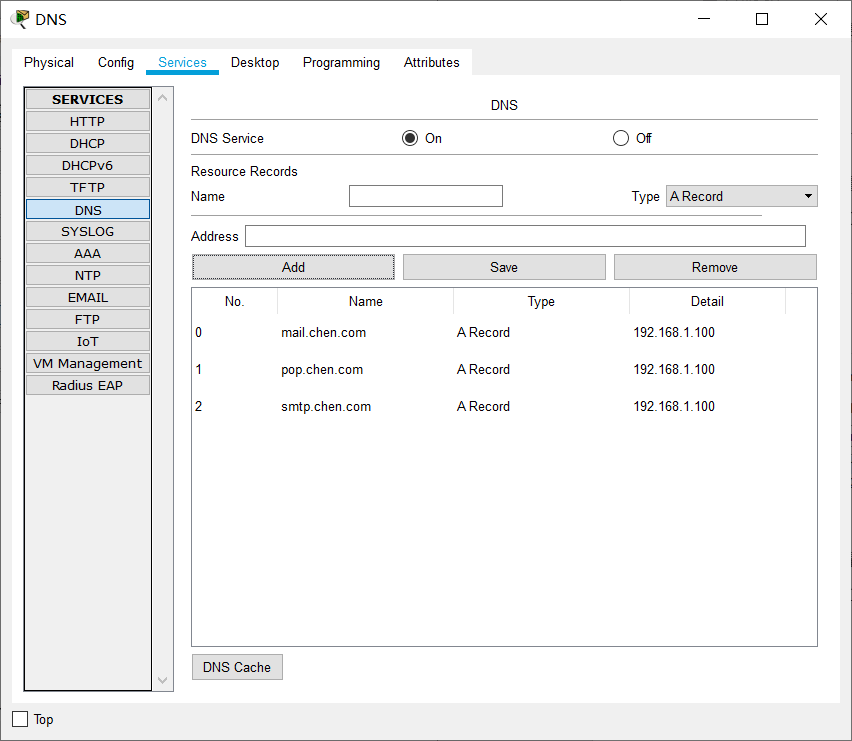 DNS
Physical Config Services Desktop Programming Attributes
SERVICES
HTTP
DHCP
DHCPv6
TFTP
DNS
SYSLOG
AAA
NTP
EMAIL
FTP
IoT
VM Management
Radius EAP
DNS
DNS Service On Off
Resource Records
Name Type A Record
Address
Add Save Remove
No. Name Type Detail
0 mail.chen.com A Record 192.168.1.100
1 pop.chen.com A Record 192.168.1.100
2 smtp.chen.com A Record 192.168.1.100
DNS Cache
Top